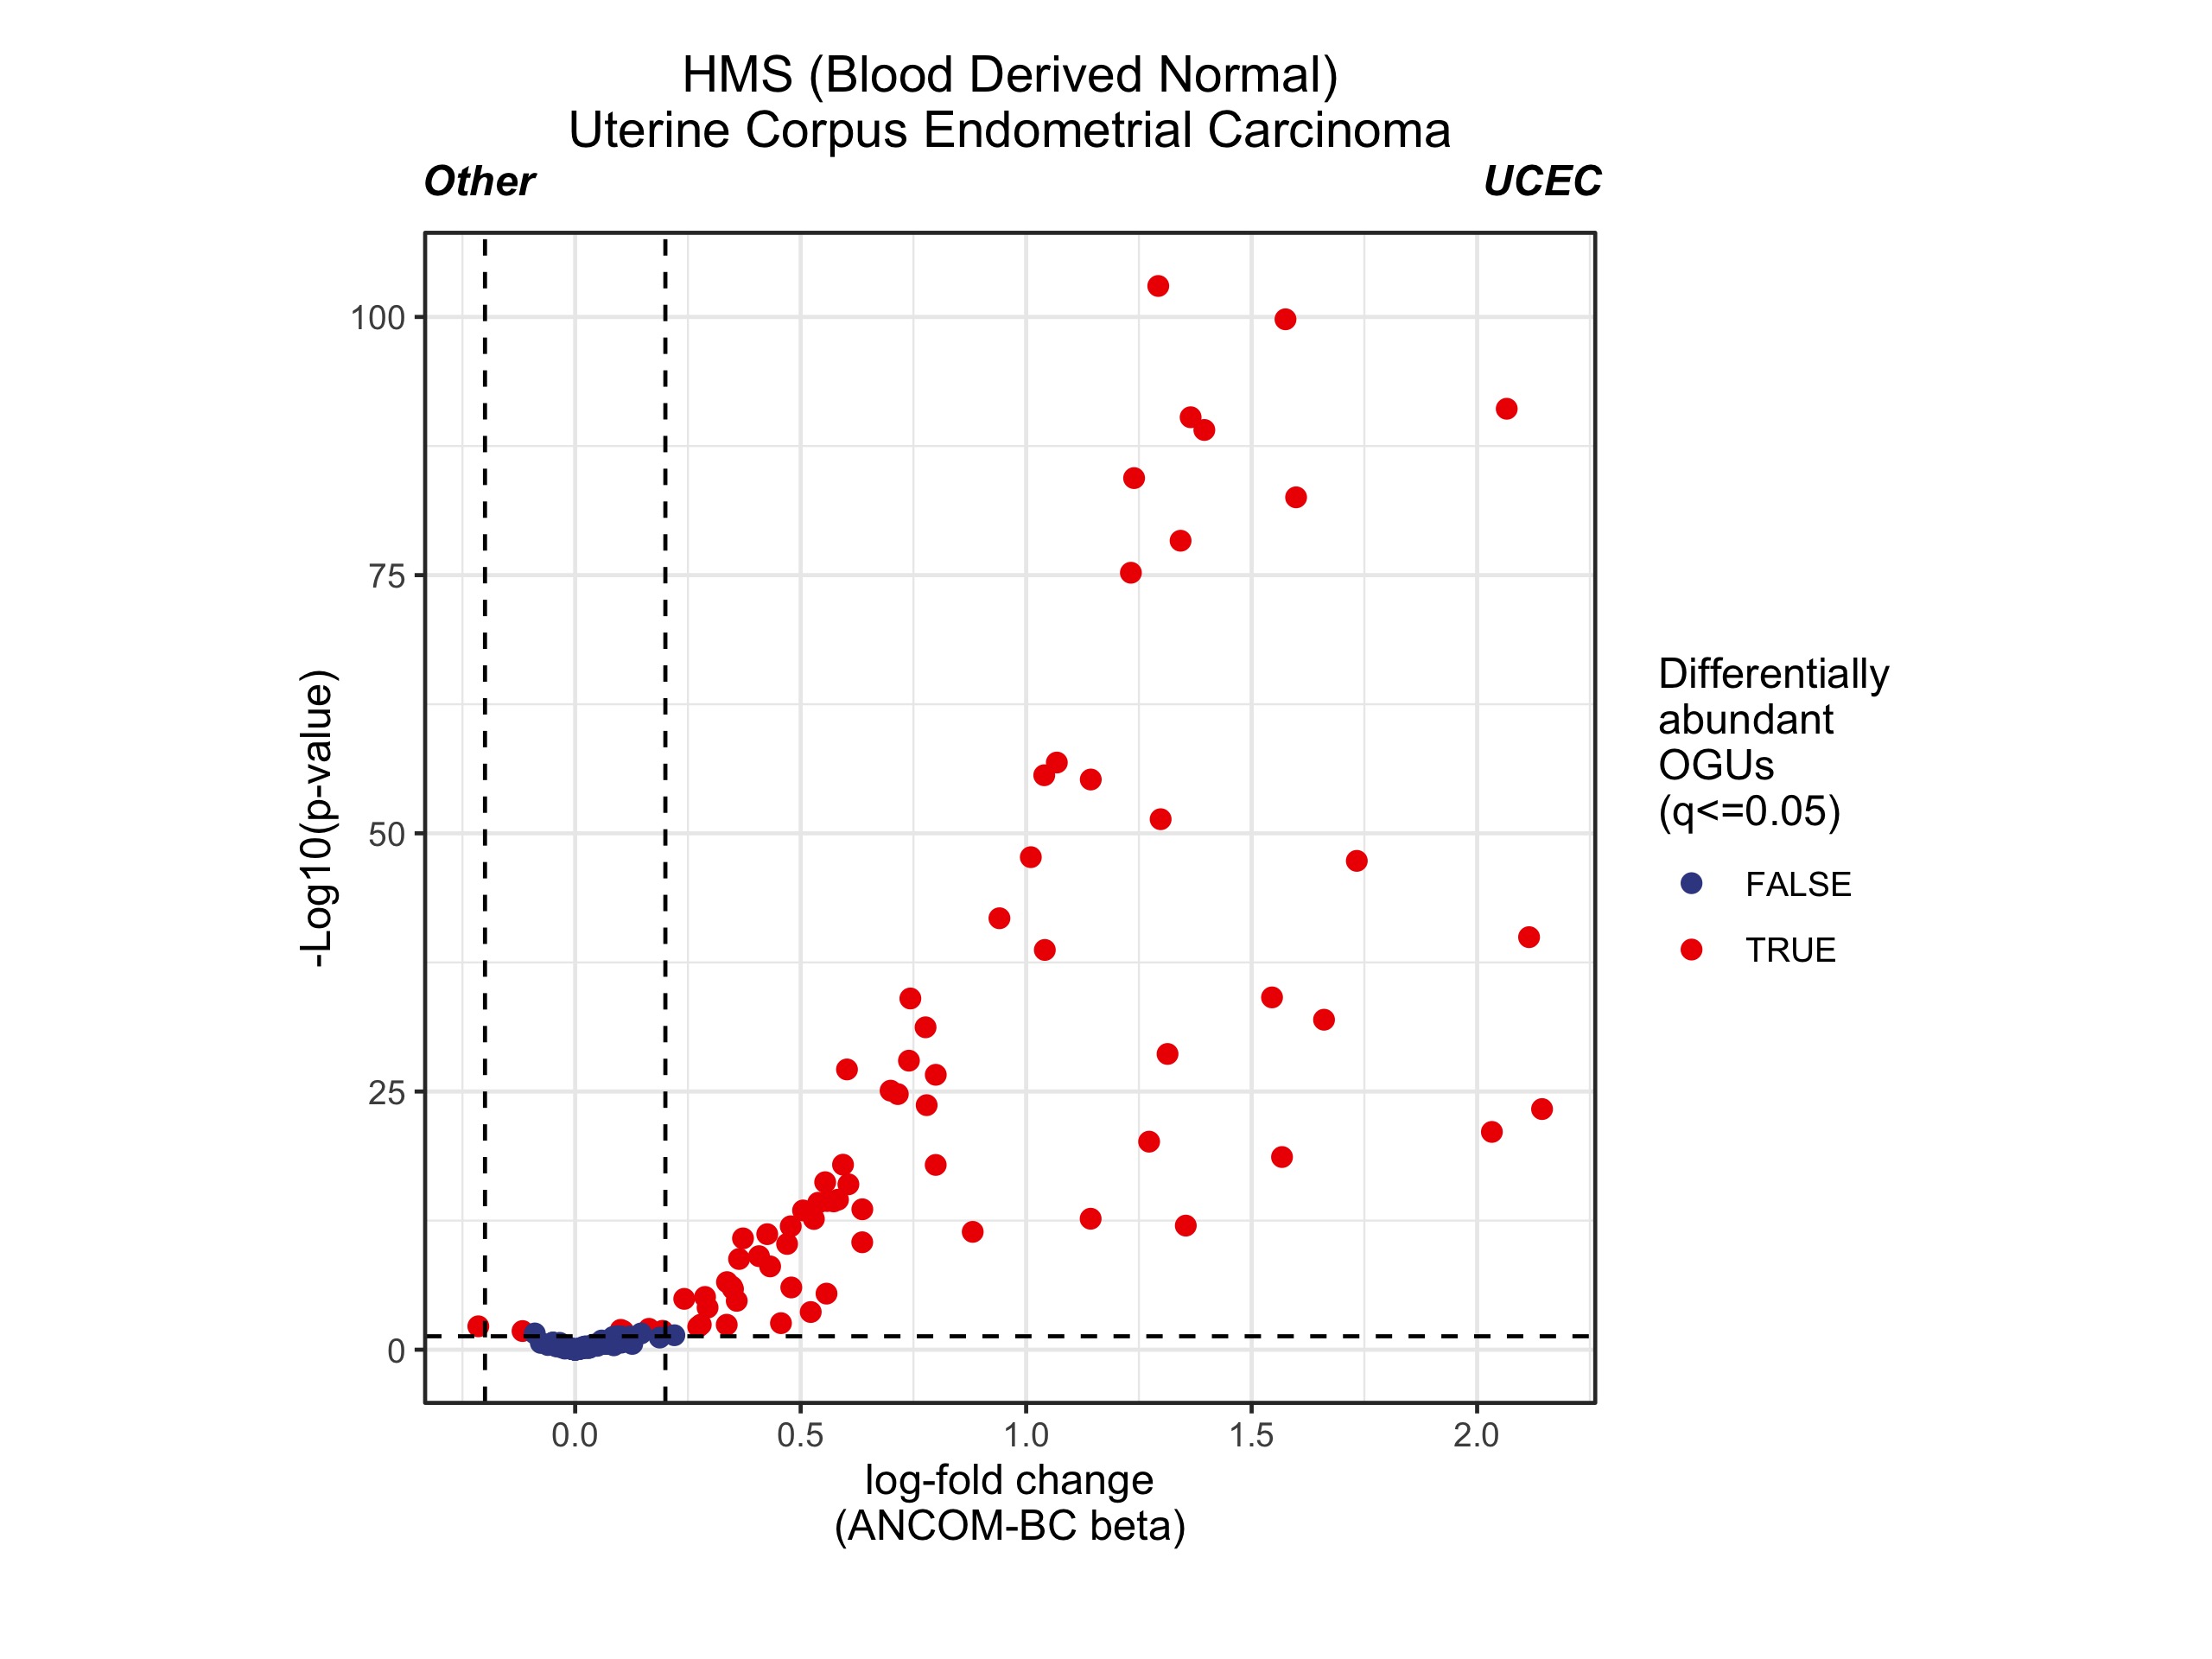 HMS (Blood Derived Normal)
Uterine Corpus Endometrial Carcinoma
Other
UCEC
100
75
50
25
0
-Log10(p-value)
0.0
0.5
1.0
1.5
2.0
log-fold change
(ANCOM-BC beta)
Differentially
abundant
OGUs
(q<=0.05)
FALSE
TRUE